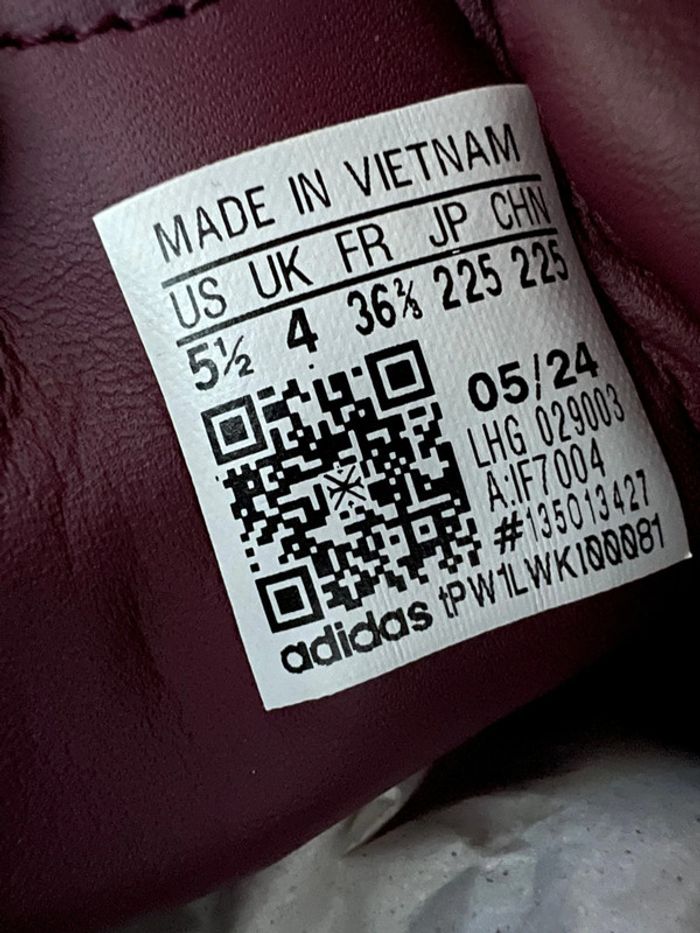 MADE IN VIETNAM
US UK FR JP CHN
5½ 4 36⅔ 225 225
05/24
LHG 029003
A:IF7004
#135013427
adidas tPW1LWKI00081